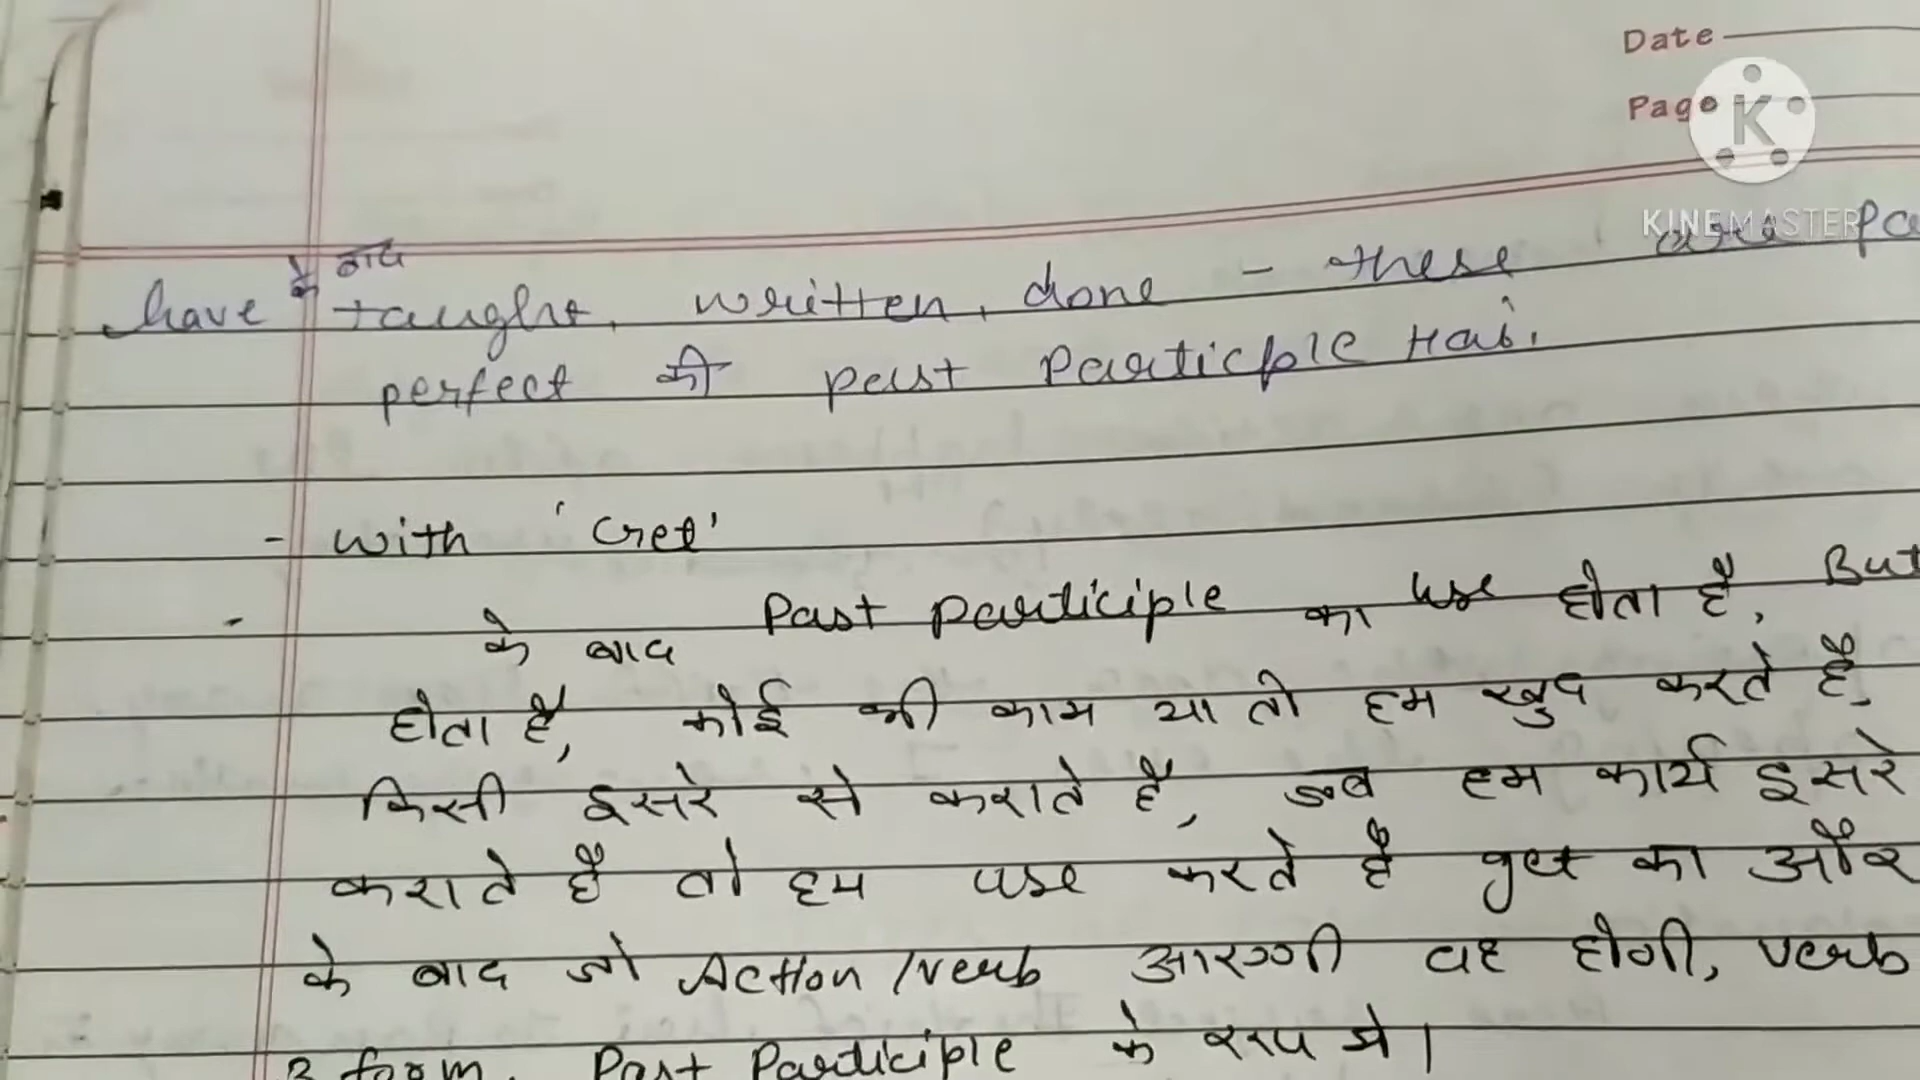 Date
Page
KINEMASTER
have के बाद taught, written, done - these are pa
perfect की past participle Hai.
- with 'Get'
- के बाद Past participle का use होता है, But
होता है, कोई भी काम या तो हम खुद करते है,
किसी दूसरे से कराते है, जब हम कार्य दूसरे
कराते है तो हम use करते है get का और
के बाद जो Action/verb आएगी वह होगी, verb
3 form. Past Participle के रूप मे।